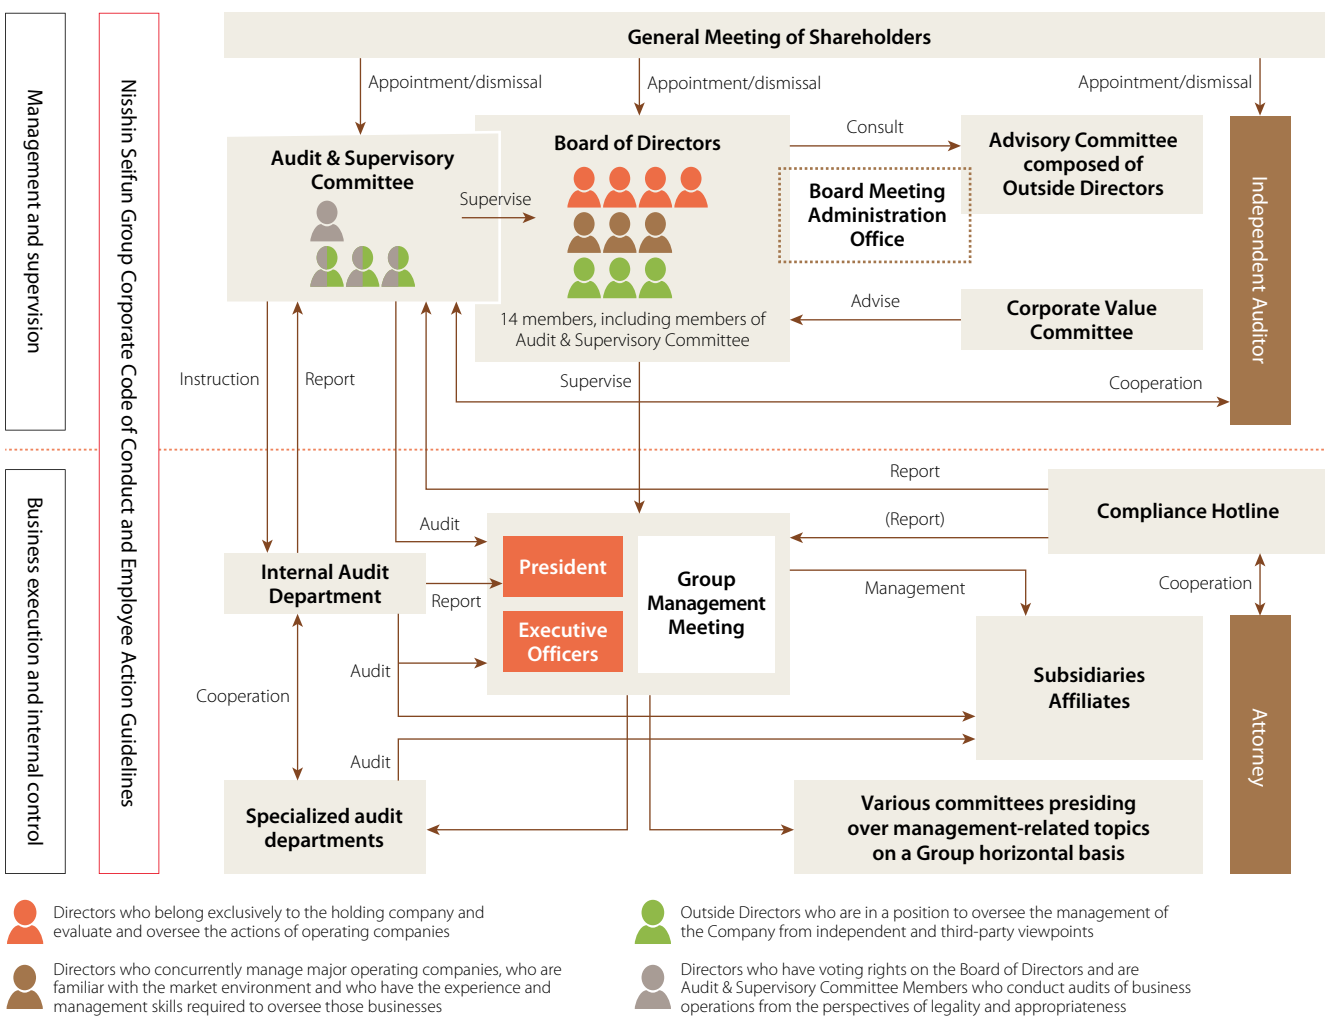 General Meeting of Shareholders
Management and supervision
Nisshin Seifun Group Corporate Code of Conduct and Employee Action Guidelines
Appointment/dismissal
Appointment/dismissal
Appointment/dismissal
Audit & Supervisory
Committee
Supervise
Board of Directors
14 members, including members of
Audit & Supervisory Committee
Consult
Advisory Committee
composed of
Outside Directors
Board Meeting
Administration
Office
Advise
Corporate Value
Committee
Independent Auditor
Instruction
Report
Supervise
Cooperation
Business execution and internal control
Report
Compliance Hotline
(Report)
Audit
Internal Audit
Department
Report
President
Executive
Officers
Group
Management
Meeting
Management
Cooperation
Subsidiaries
Affiliates
Attorney
Audit
Cooperation
Audit
Specialized audit
departments
Various committees presiding
over management-related topics
on a Group horizontal basis
Directors who belong exclusively to the holding company and
evaluate and oversee the actions of operating companies
Directors who concurrently manage major operating companies, who are
familiar with the market environment and who have the experience and
management skills required to oversee those businesses
Outside Directors who are in a position to oversee the management of
the Company from independent and third-party viewpoints
Directors who have voting rights on the Board of Directors and are
Audit & Supervisory Committee Members who conduct audits of business
operations from the perspectives of legality and appropriateness